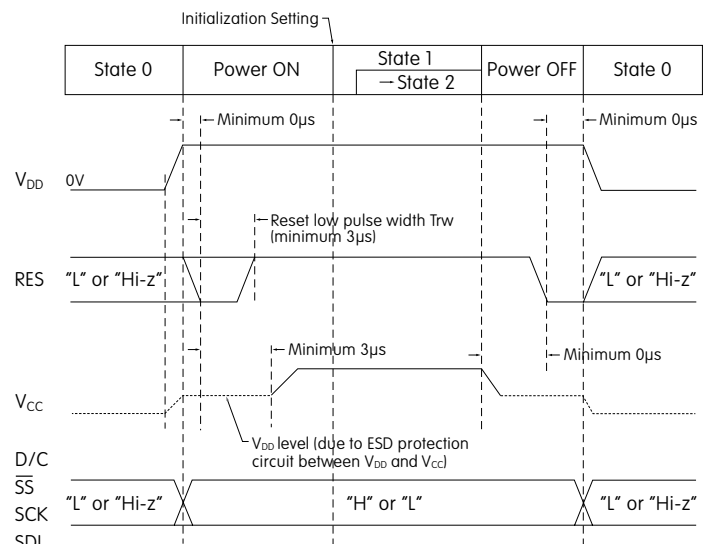 Initialization Setting
State 0
Power ON
State 1
→ State 2
Power OFF
State 0
Minimum 0µs
Minimum 0µs
VDD
0V
Reset low pulse width Trw
(minimum 3µs)
RES
"L" or "Hi-z"
"L" or "Hi-z"
Minimum 3µs
Minimum 0µs
VCC
VDD level (due to ESD protection
circuit between VDD and VCC)
D/C
SS
SCK
SDI
"L" or "Hi-z"
"H" or "L"
"L" or "Hi-z"